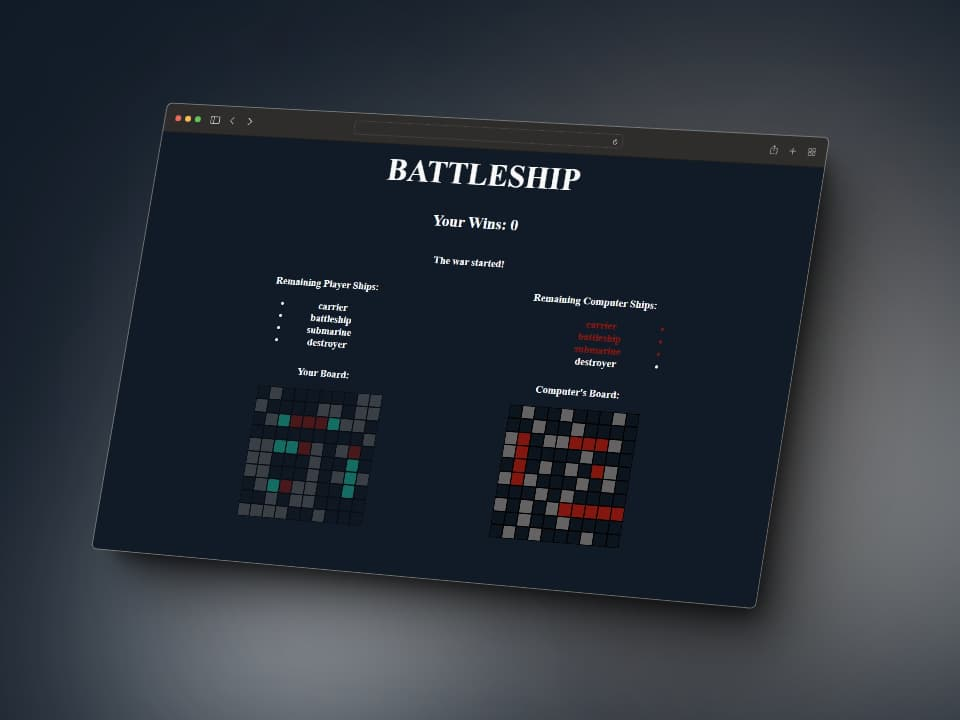 BATTLESHIP
Your Wins: 0
The war started!
Remaining Player Ships:
carrier
battleship
submarine
destroyer
Your Board:
Remaining Computer Ships:
carrier
battleship
submarine
destroyer
Computer's Board: